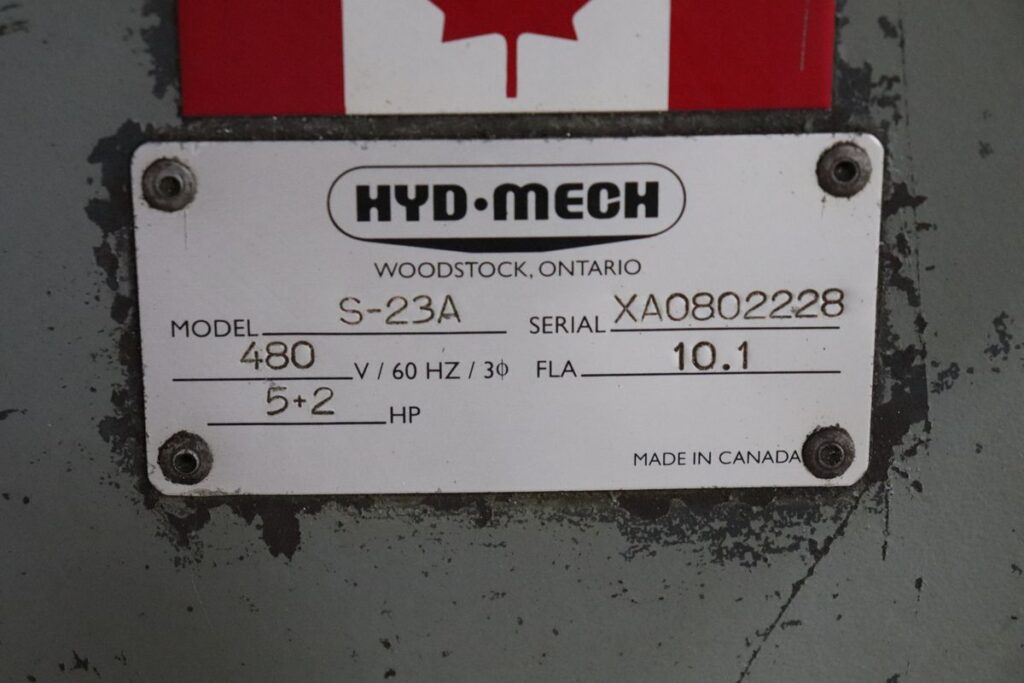 HYD·MECH
WOODSTOCK, ONTARIO
MODEL S-23A SERIAL XA0802228
480 V / 60 HZ / 3ϕ FLA 10.1
5+2 HP
MADE IN CANADA